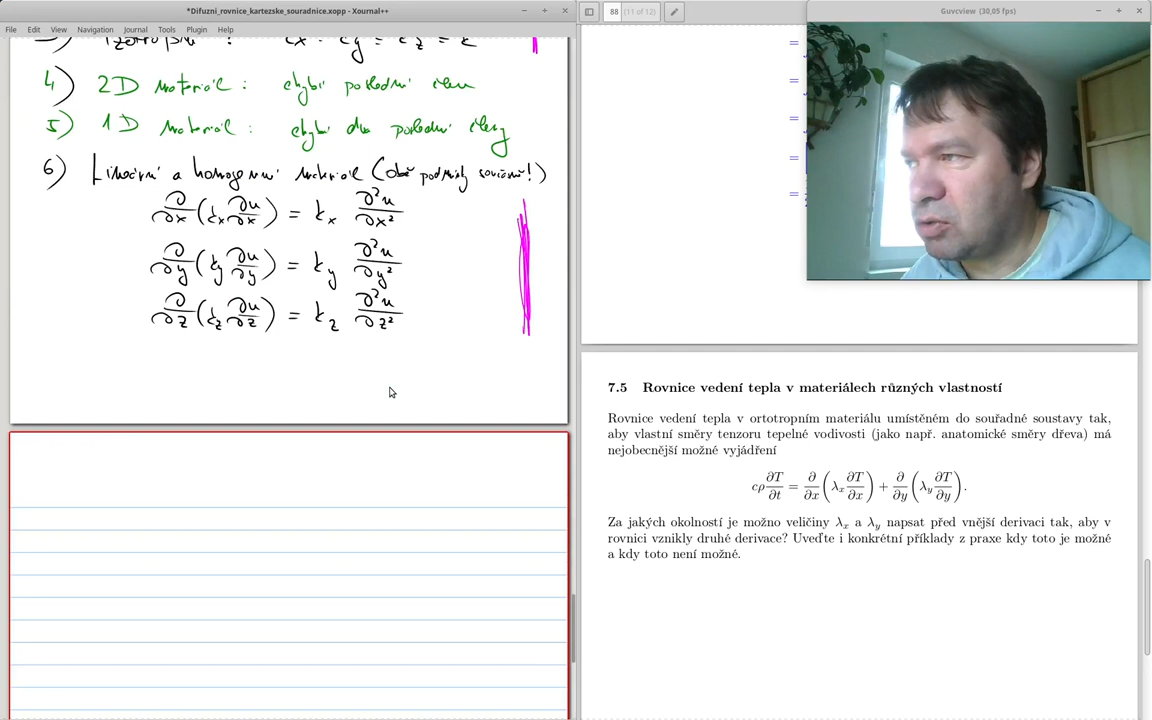 *Difuzni_rovnice_kartezske_souradnice.xopp - Xournal++
File Edit View Navigation Journal Tools Plugin Help
4) 2D materiál : chybí poslední člen
5) 1D materiál : chybí dva poslední členy
6) Lineární a homogenní materiál (obě podmínky současně!)
∂/∂x (kx ∂u/∂x) = kx ∂²u/∂x²
∂/∂y (ky ∂u/∂y) = ky ∂²u/∂y²
∂/∂z (kz ∂u/∂z) = kz ∂²u/∂z²
88 (11 of 12)
=
=
=
=
=
Guvcview (30,05 fps)
7.5 Rovnice vedení tepla v materiálech různých vlastností
Rovnice vedení tepla v ortotropním materiálu umístěném do souřadné soustavy tak,
aby vlastní směry tenzoru tepelné vodivosti (jako např. anatomické směry dřeva) má
nejobecnější možné vyjádření
cρ ∂T/∂t = ∂/∂x (λx ∂T/∂x) + ∂/∂y (λy ∂T/∂y).
Za jakých okolností je možno veličiny λx a λy napsat před vnější derivaci tak, aby v
rovnici vznikly druhé derivace? Uveďte i konkrétní příklady z praxe kdy toto je možné
a kdy toto není možné.